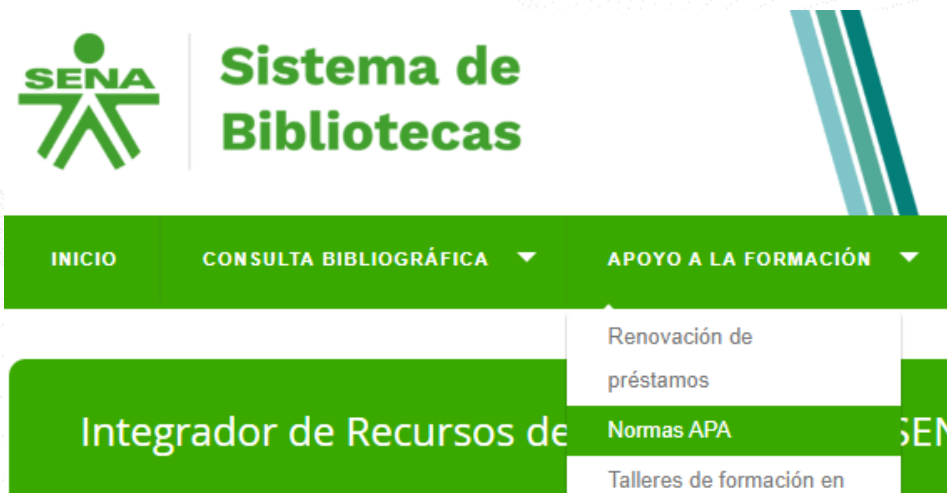 SENA
Sistema de
Bibliotecas
INICIO
CONSULTA BIBLIOGRÁFICA
APOYO A LA FORMACIÓN
Renovación de
préstamos
Normas APA
Talleres de formación en
Integrador de Recursos de
SEN